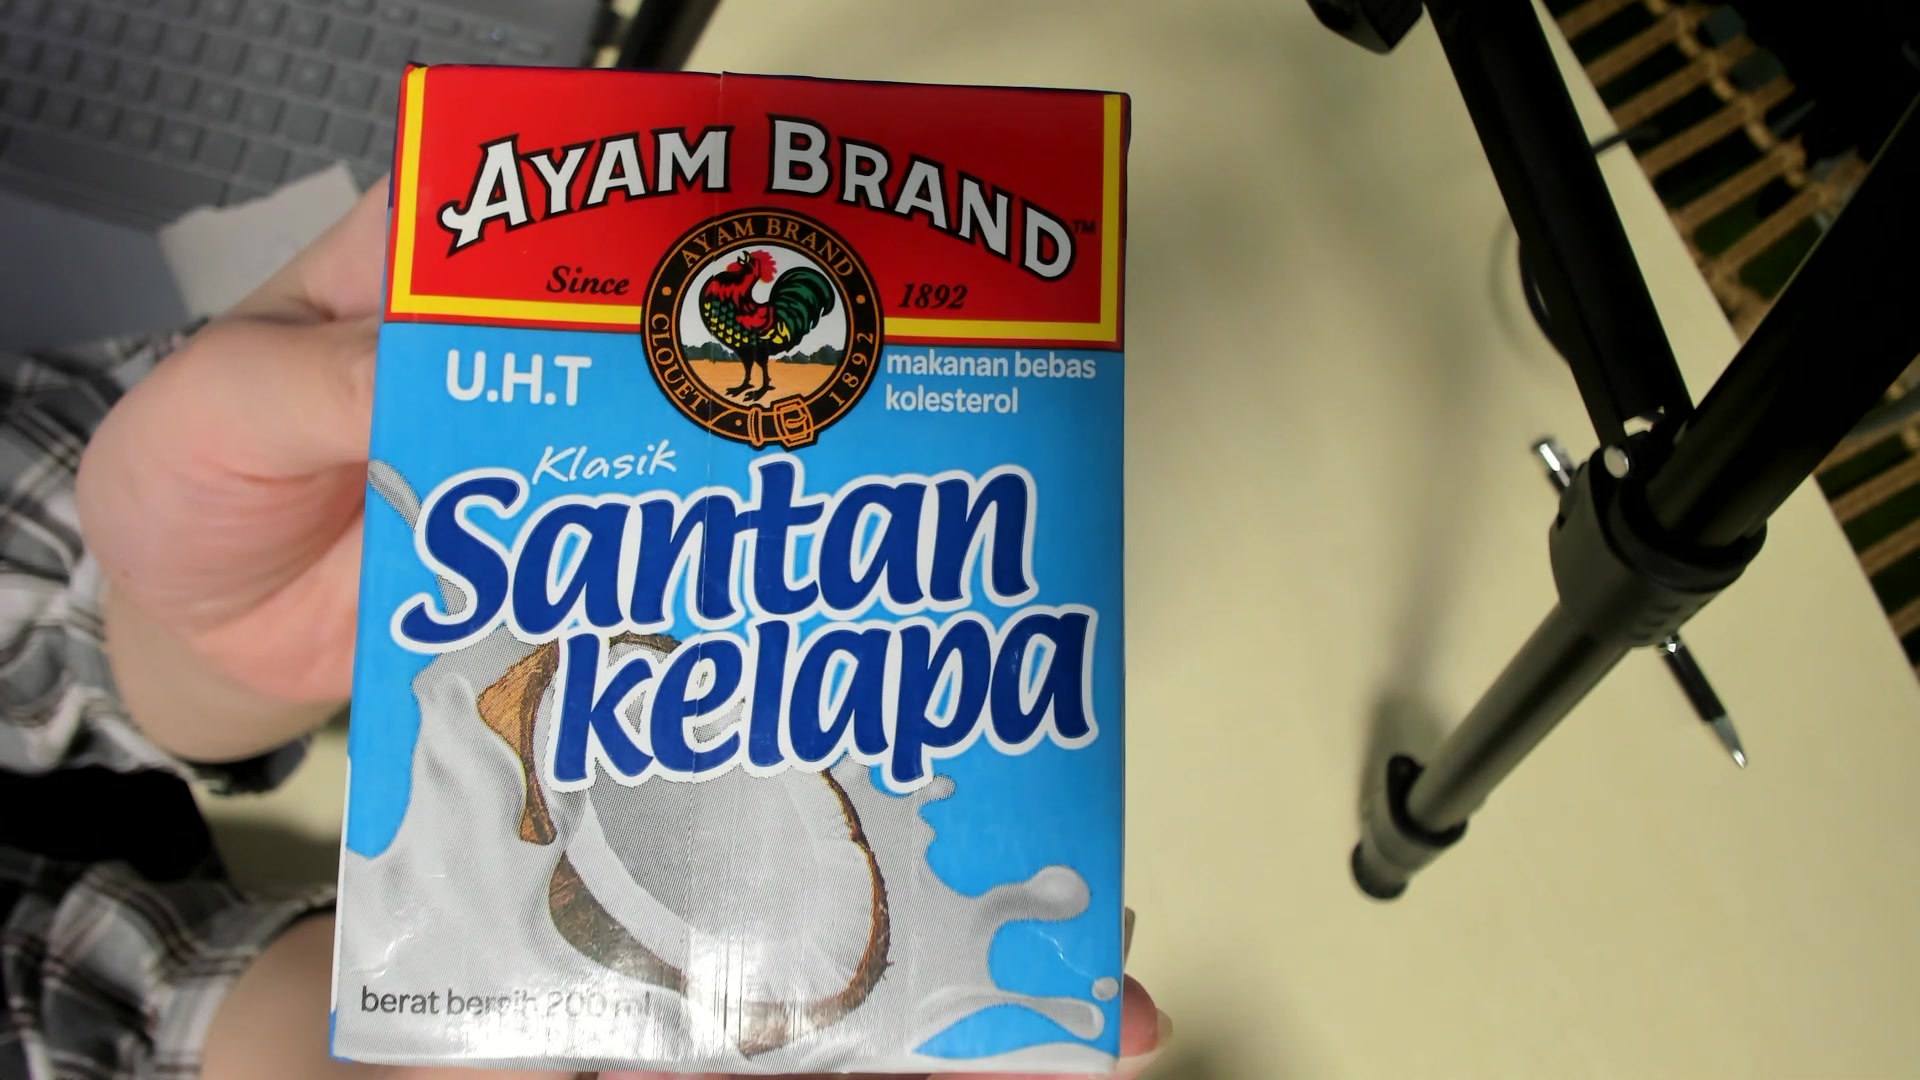 AYAM BRAND™
Since 1892
AYAM BRAND
CLOUET 1892
U.H.T
makanan bebas
kolesterol
Klasik
Santan
kelapa
berat bersih 200 ml